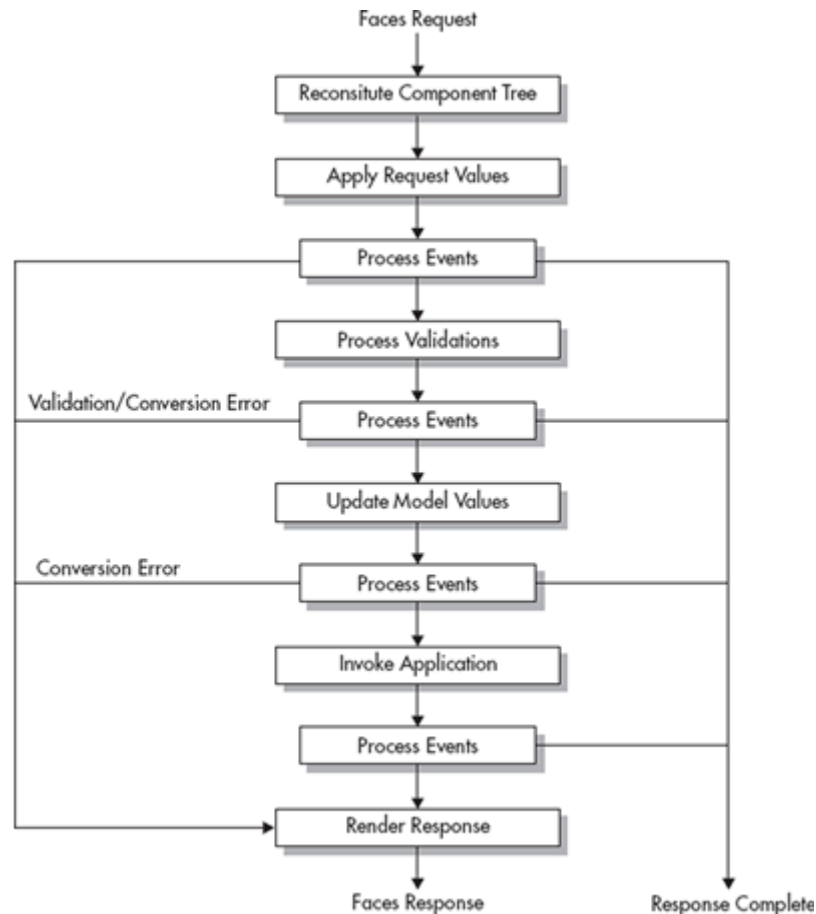 Faces Request
Reconsitute Component Tree
Apply Request Values
Process Events
Process Validations
Validation/Conversion Error
Process Events
Update Model Values
Conversion Error
Process Events
Invoke Application
Process Events
Render Response
Faces Response
Response Complete